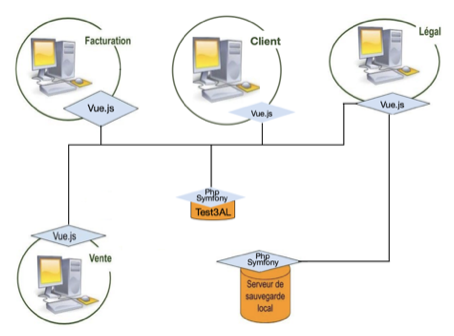 Facturation
Client
Légal
Vue.js
Vue.js
Vue.js
Php
Symfony
Test3AL
Vue.js
Vente
Php
Symfony
Serveur de
sauvegarde
local